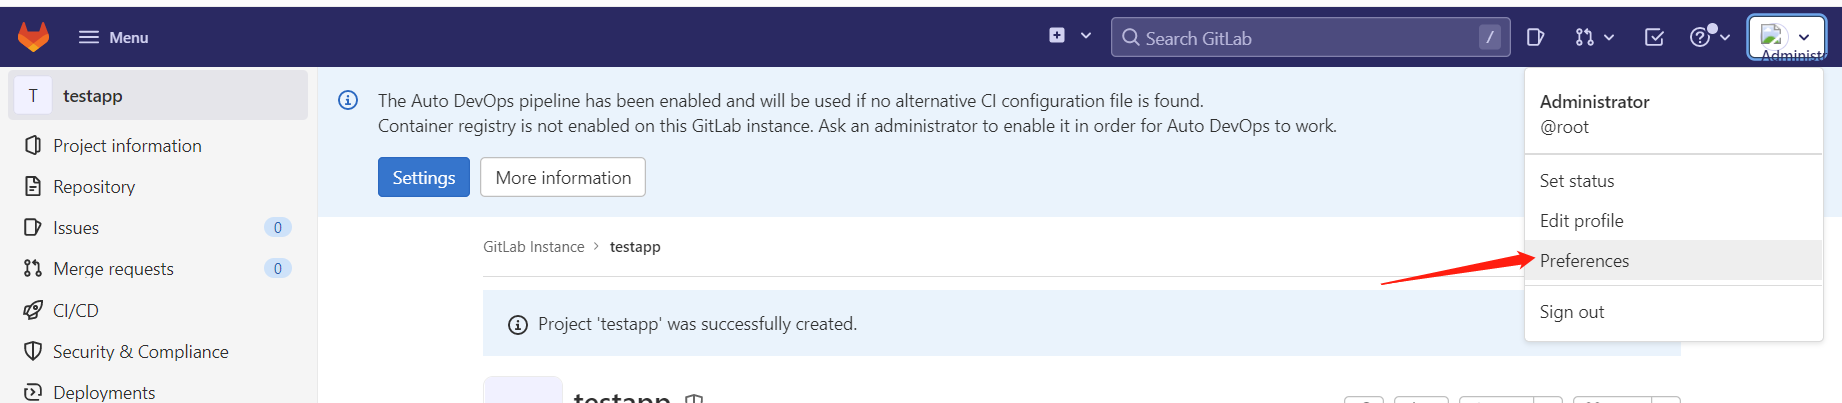 Menu
Search GitLab
/
Administr
T
testapp
Project information
Repository
Issues
0
Merge requests
0
CI/CD
Security & Compliance
Deployments
The Auto DevOps pipeline has been enabled and will be used if no alternative CI configuration file is found.
Container registry is not enabled on this GitLab instance. Ask an administrator to enable it in order for Auto DevOps to work.
Settings
More information
GitLab Instance > testapp
Project 'testapp' was successfully created.
testapp
Administrator
@root
Set status
Edit profile
Preferences
Sign out